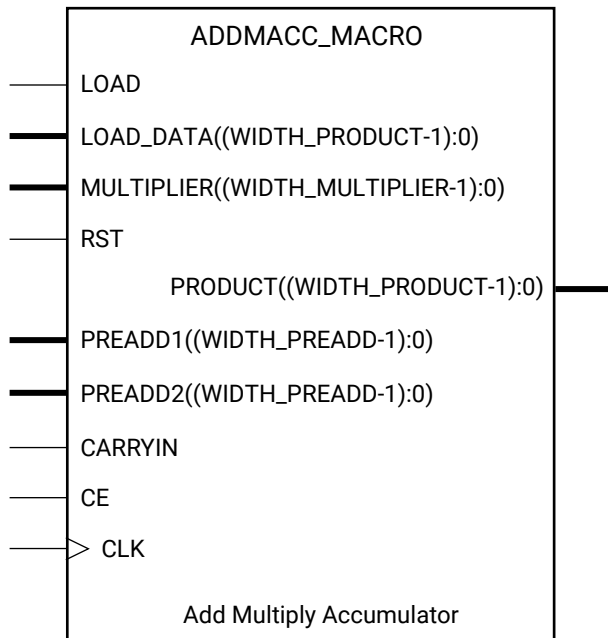 ADDMACC_MACRO
LOAD
LOAD_DATA((WIDTH_PRODUCT-1):0)
MULTIPLIER((WIDTH_MULTIPLIER-1):0)
RST
PRODUCT((WIDTH_PRODUCT-1):0)
PREADD1((WIDTH_PREADD-1):0)
PREADD2((WIDTH_PREADD-1):0)
CARRYIN
CE
CLK
Add Multiply Accumulator